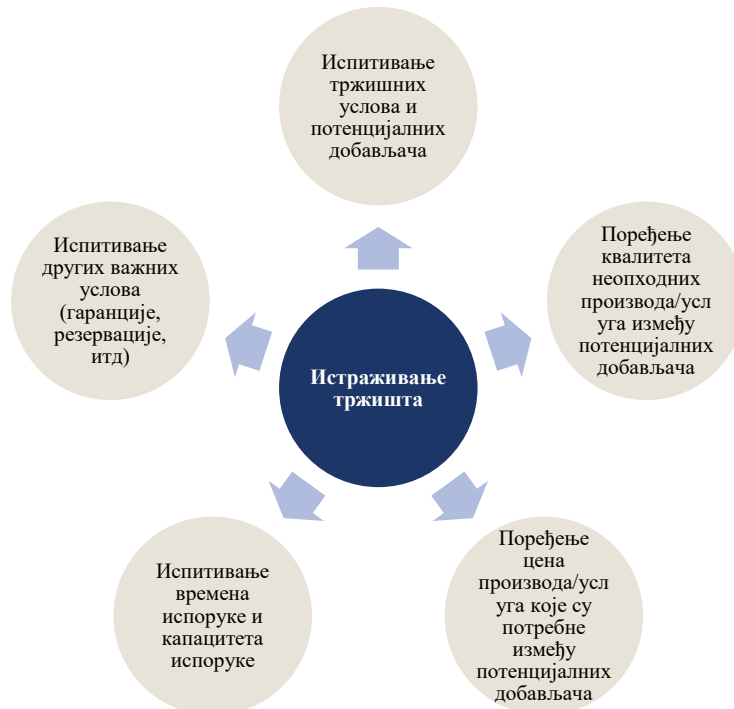 Испитивање
тржишних
услова и
потенцијалних
добављача
Испитивање
других важних
услова
(гаранције,
резервације,
итд)
Поређење
квалитета
неопходних
производа/усл
уга између
потенцијалних
добављача
Истраживање
тржишта
Испитивање
времена
испоруке и
капацитета
испоруке
Поређење
цена
производа/усл
уга које су
потребне
између
потенцијалних
добављача